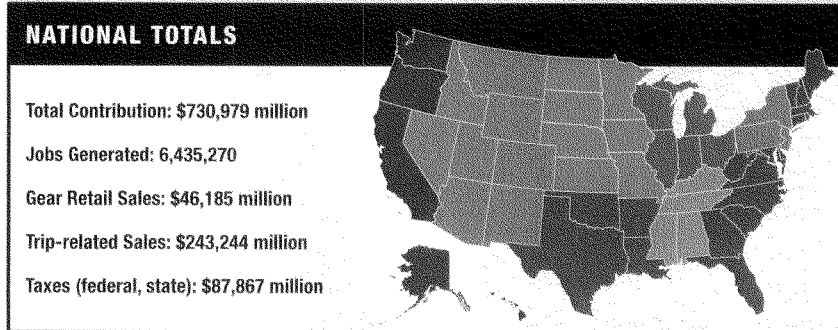 NATIONAL TOTALS
Total Contribution: $730,979 million
Jobs Generated: 6,435,270
Gear Retail Sales: $46,185 million
Trip-related Sales: $243,244 million
Taxes (federal, state): $87,867 million